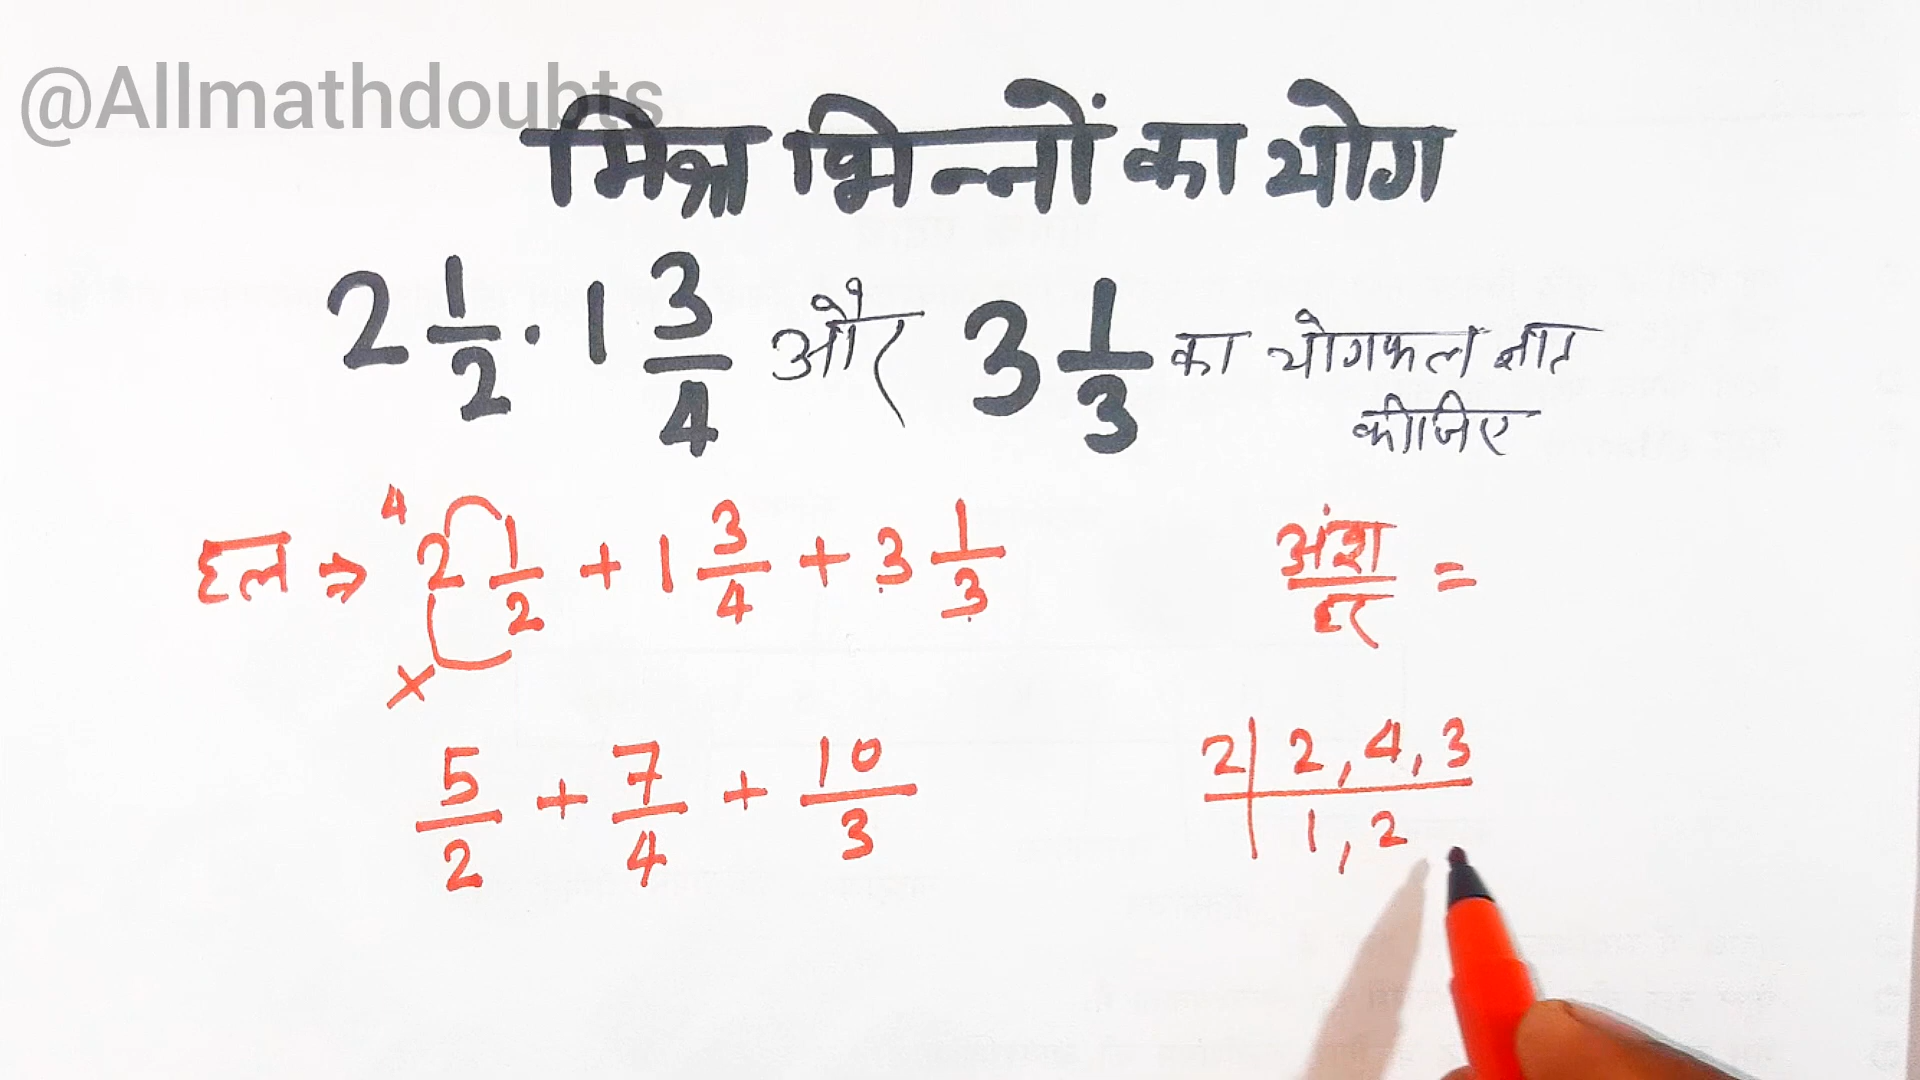 @Allmathdoubts
मिश्र भिन्नों का योग
2 1/2 . 1 3/4 और 3 1/3 का योगफल ज्ञात
कीजिए
हल ⇒ 4 2 1/2 + 1 3/4 + 3 1/3
×
अंश/हर =
5/2 + 7/4 + 10/3
2 | 2, 4, 3
1, 2